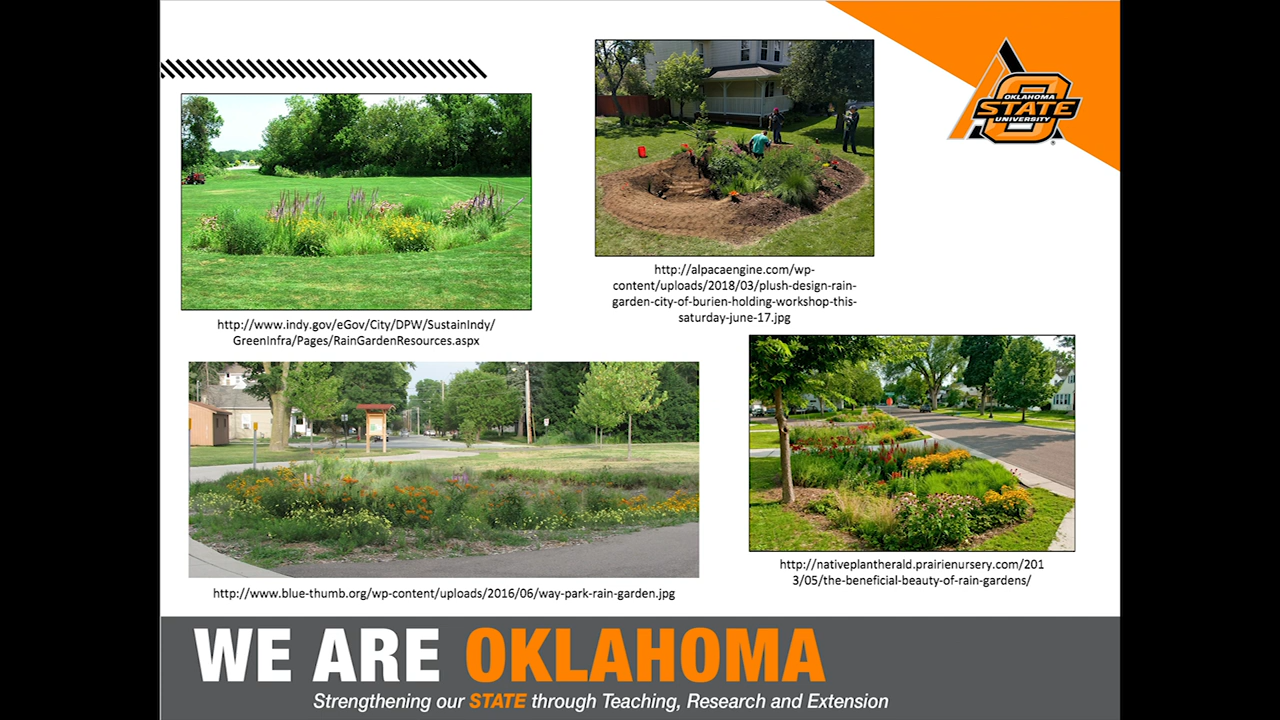 OKLAHOMA
STATE
UNIVERSITY
http://www.indy.gov/eGov/City/DPW/SustainIndy/
GreenInfra/Pages/RainGardenResources.aspx
http://alpacaengine.com/wp-
content/uploads/2018/03/plush-design-rain-
garden-city-of-burien-holding-workshop-this-
saturday-june-17.jpg
http://www.blue-thumb.org/wp-content/uploads/2016/06/way-park-rain-garden.jpg
http://nativeplantherald.prairienursery.com/201
3/05/the-beneficial-beauty-of-rain-gardens/
WE ARE OKLAHOMA
Strengthening our STATE through Teaching, Research and Extension